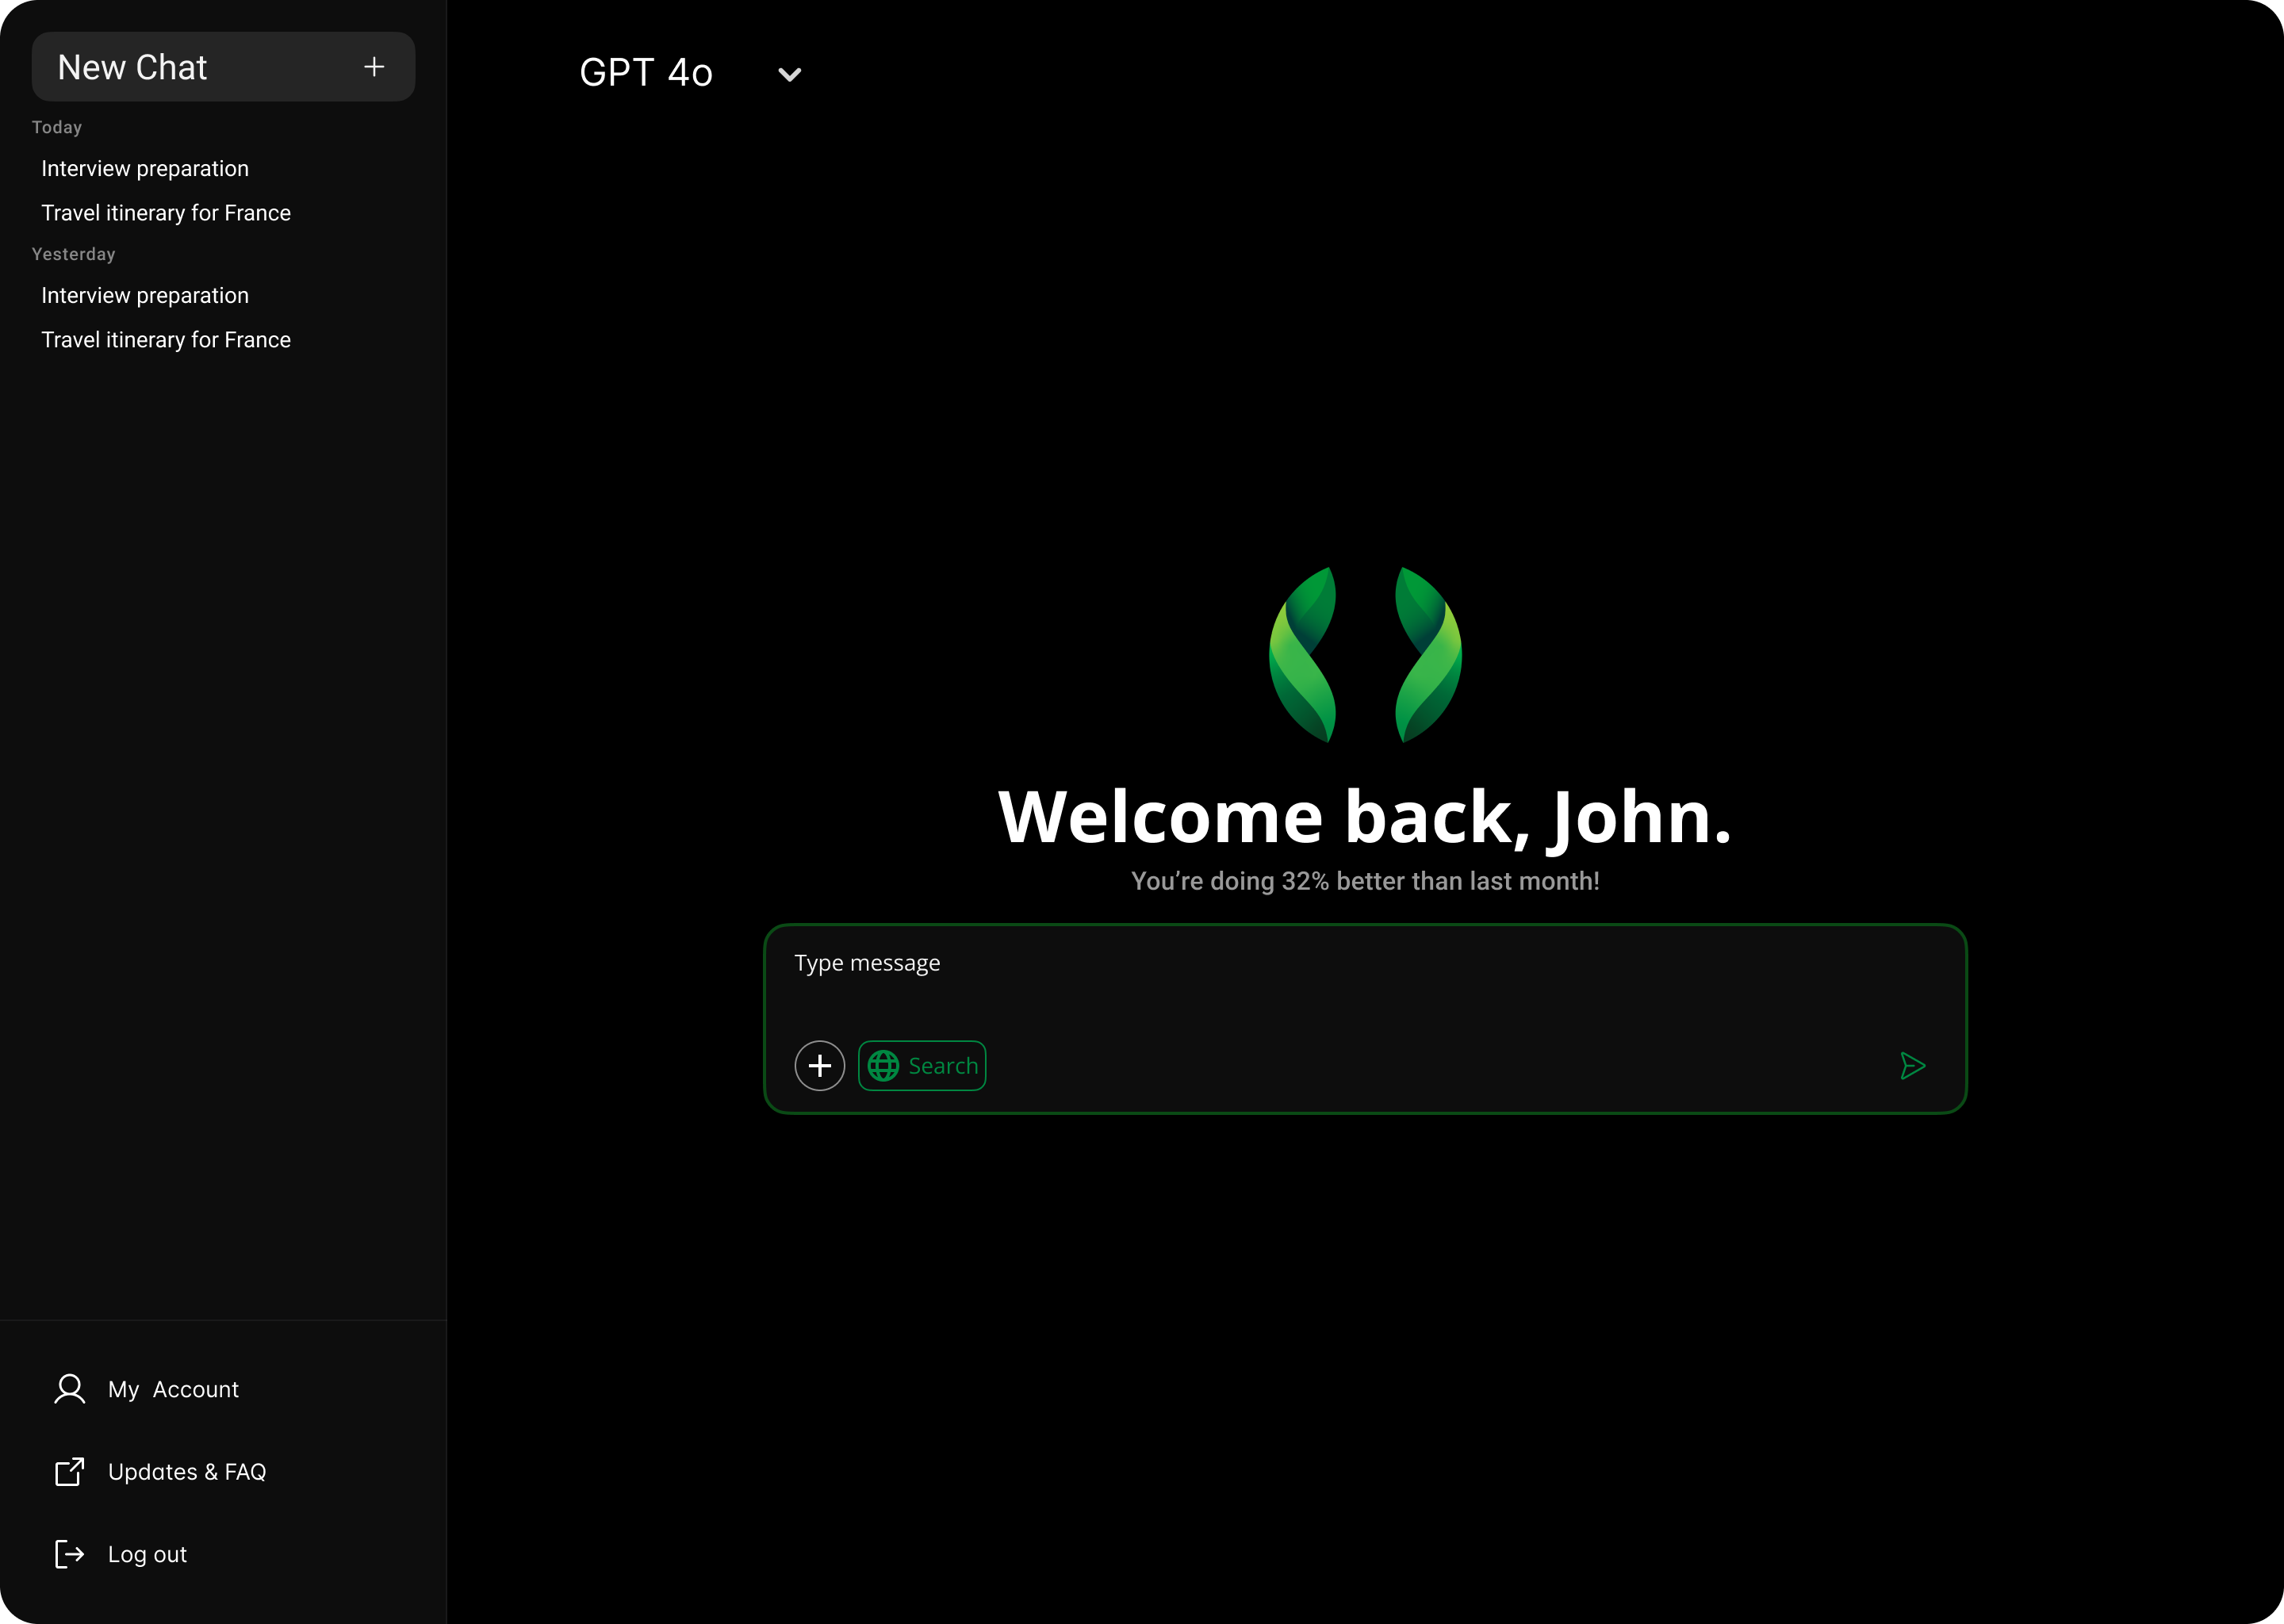 New Chat
Today
Interview preparation
Travel itinerary for France
Yesterday
Interview preparation
Travel itinerary for France
My Account
Updates & FAQ
Log out
GPT 4o
Welcome back, John.
You’re doing 32% better than last month!
Type message
Search